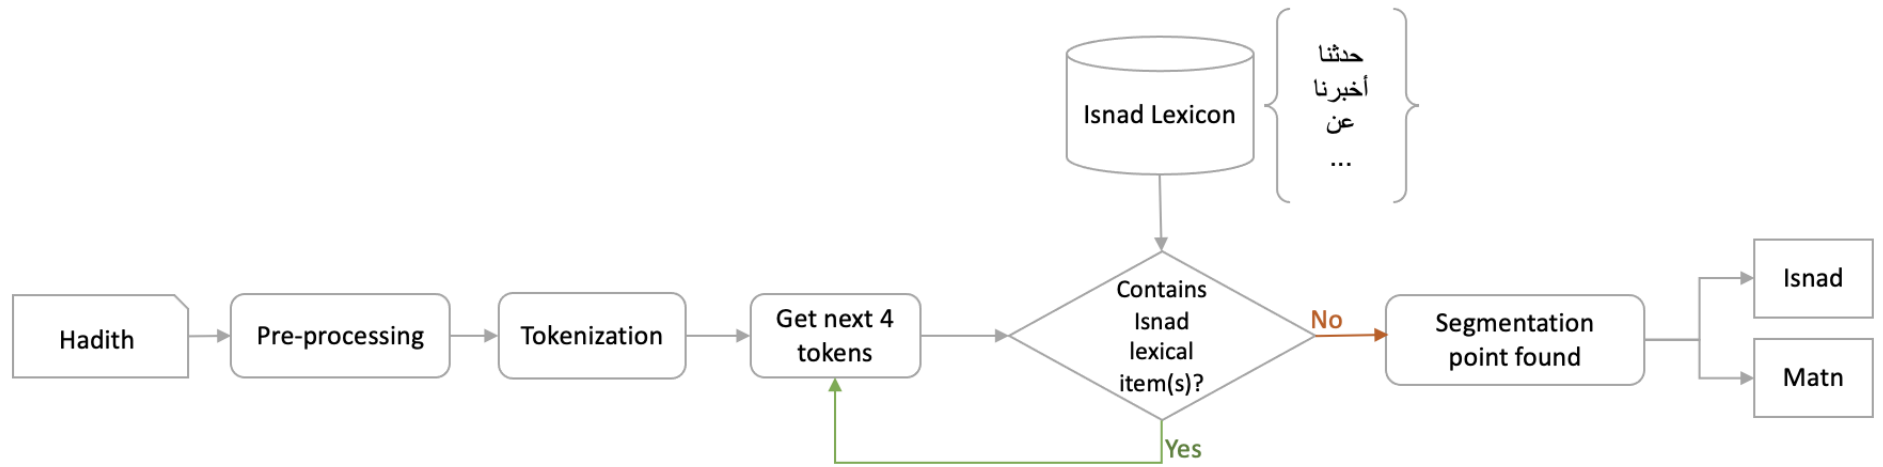 حدثنا
أخبرنا
عن
...
Isnad Lexicon
Hadith
Pre-processing
Tokenization
Get next 4
tokens
Contains
Isnad
lexical
item(s)?
No
Yes
Segmentation
point found
Isnad
Matn